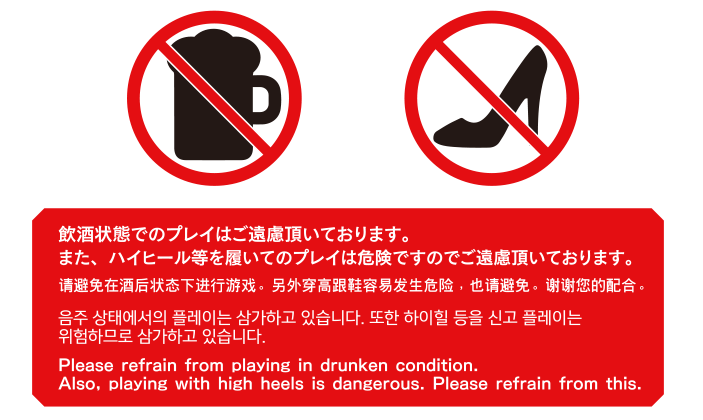 飲酒状態でのプレイはご遠慮頂いております。
また、ハイヒール等を履いてのプレイは危険ですのでご遠慮頂いております。
请避免在酒后状态下进行游戏。另外穿高跟鞋容易发生危险，也请避免。谢谢您的配合。
음주 상태에서의 플레이는 삼가하고 있습니다. 또한 하이힐 등을 신고 플레이는
위험하므로 삼가하고 있습니다.
Please refrain from playing in drunken condition.
Also, playing with high heels is dangerous. Please refrain from this.